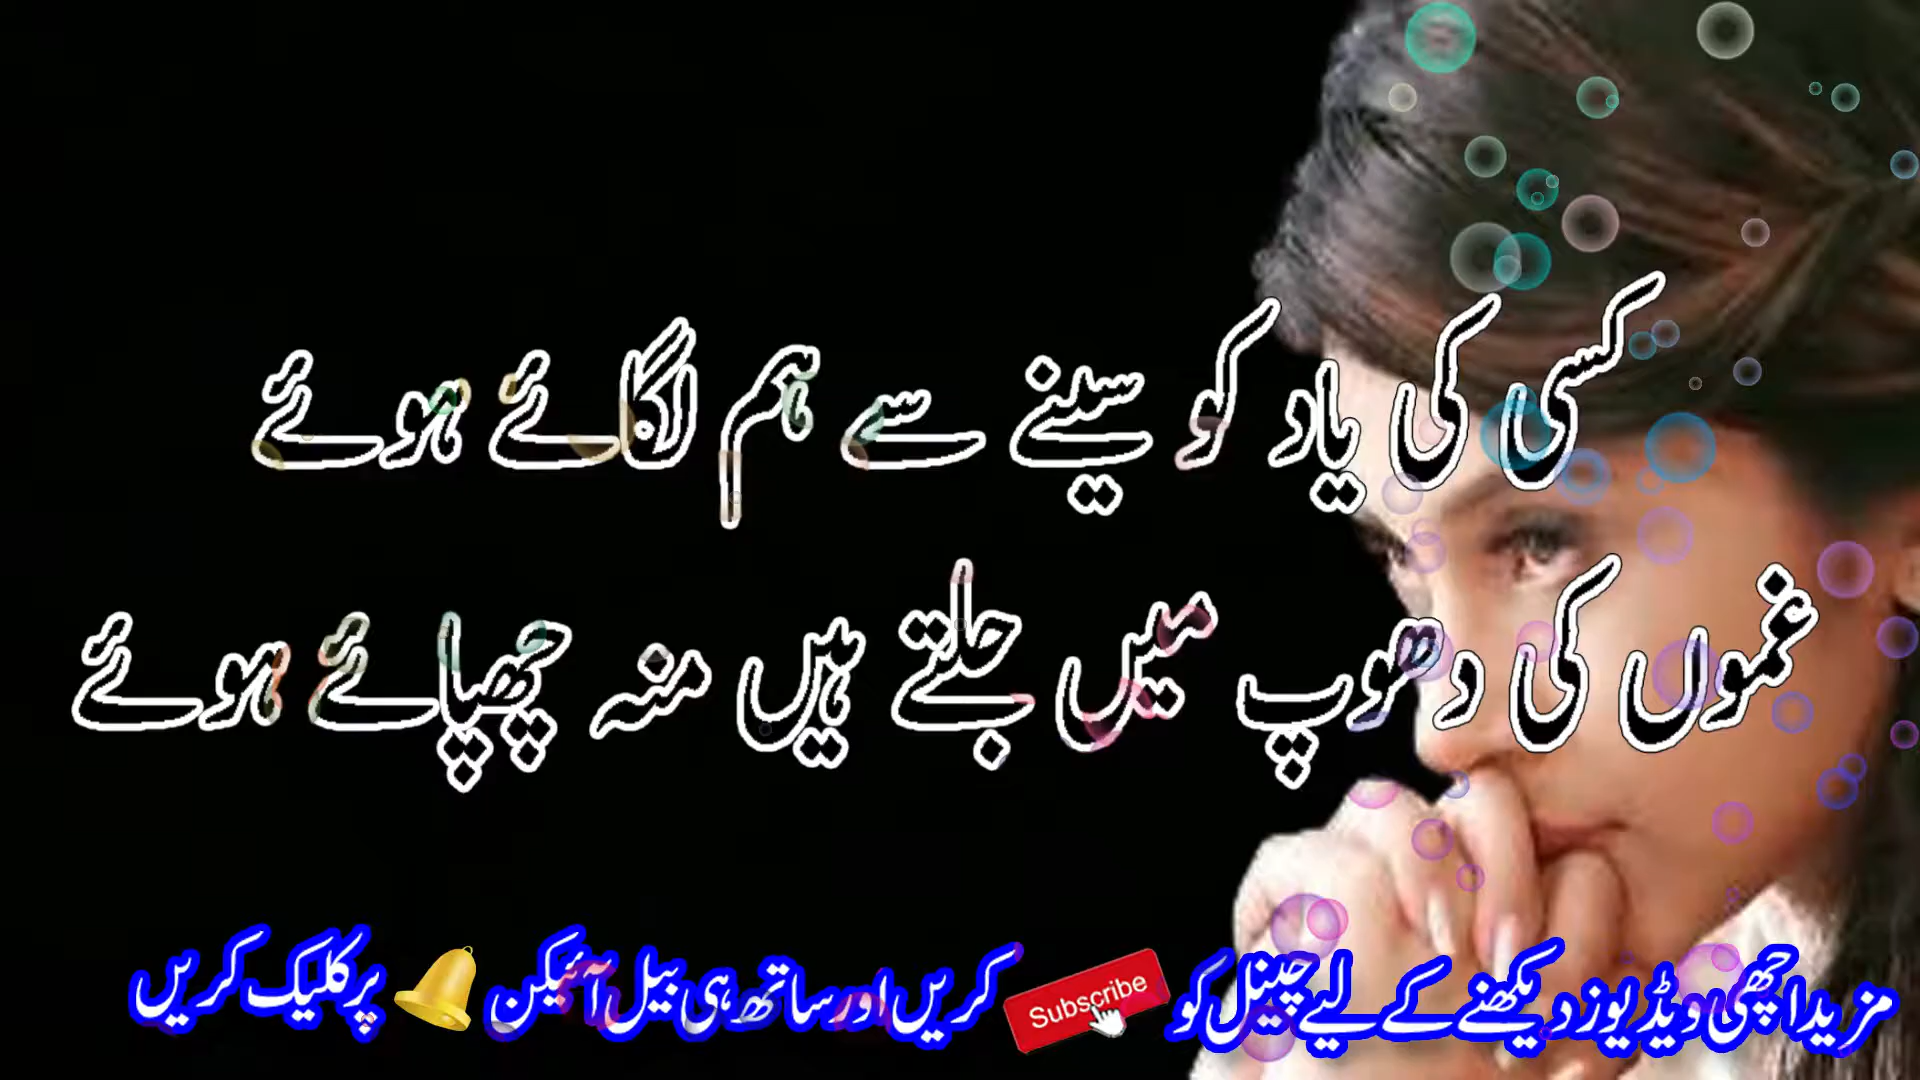 کسی کی یاد کو سینے سے ہم لگائے ہوئے
غموں کی دھوپ میں جلتے ہیں منہ چھپائے ہوئے
مزید اچھی ویڈیوز دیکھنے کے لیے چینل کو Subscribe کریں اور ساتھ ہی بیل آئیکن پر کلیک کریں